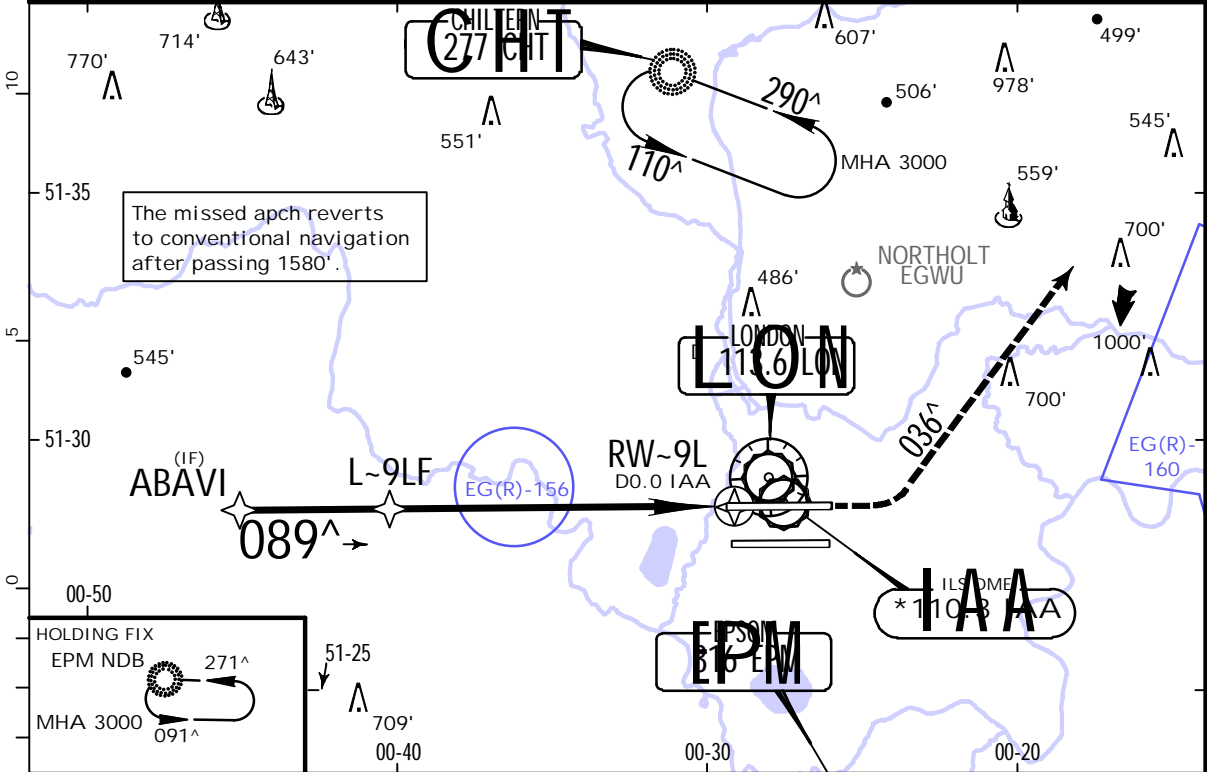 714'
770'
643'
CHILTERN
277 CHT
CHT
607'
499'
978'
506'
551'
545'
290^
110^
MHA 3000
559'
10
51-35
The missed apch reverts
to conventional navigation
after passing 1580'.
NORTHOLT
EGWU
700'
486'
5
545'
LONDON
113.6 LON
LON
1000'
700'
036^
51-30
(IF)
ABAVI
L~9LF
EG(R)-156
RW~9L
D0.0 IAA
EG(R)-
160
089^
0
00-50
ILS DME
*110.3 IAA
IAA
EPSOM
316 EPM
EPM
HOLDING FIX
EPM NDB
271^
MHA 3000
091^
51-25
709'
00-40
00-30
00-20